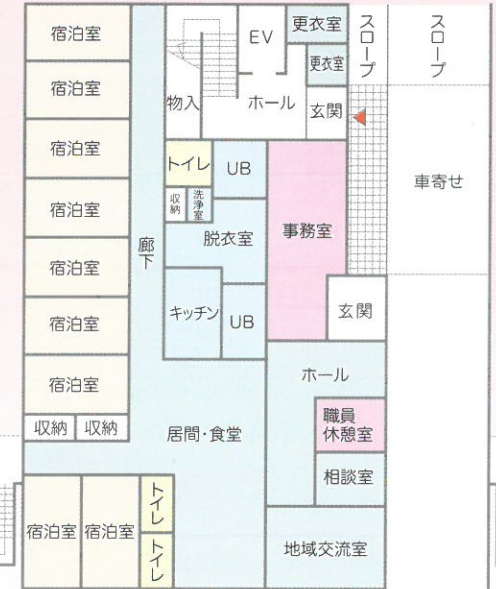 宿泊室
EV
更衣室
スロープ
スロープ
宿泊室
更衣室
物入
ホール
玄関
宿泊室
トイレ
UB
車寄せ
収納
洗浄室
宿泊室
事務室
脱衣室
廊下
宿泊室
キッチン
UB
玄関
宿泊室
宿泊室
ホール
収納
収納
居間・食堂
職員
休憩室
相談室
宿泊室
宿泊室
トイレ
トイレ
地域交流室